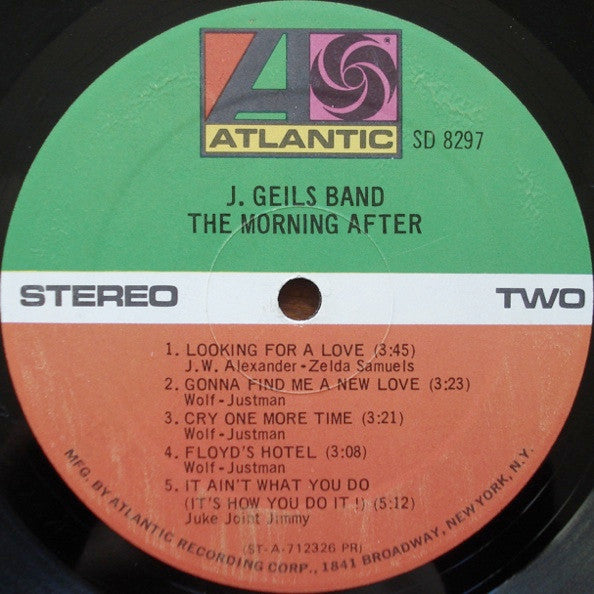 ATLANTIC SD 8297
J. GEILS BAND
THE MORNING AFTER
STEREO TWO
1. LOOKING FOR A LOVE (3:45)
J.W. Alexander-Zelda Samuels
2. GONNA FIND ME A NEW LOVE (3:23)
Wolf-Justman
3. CRY ONE MORE TIME (3:21)
Wolf-Justman
4. FLOYD'S HOTEL (3:08)
Wolf-Justman
5. IT AIN'T WHAT YOU DO
(IT'S HOW YOU DO IT!) (5:12)
Juke Joint Jimmy
(ST-A-712326 PR)
MFG. BY ATLANTIC RECORDING CORP., 1841 BROADWAY, NEW YORK, N.Y.